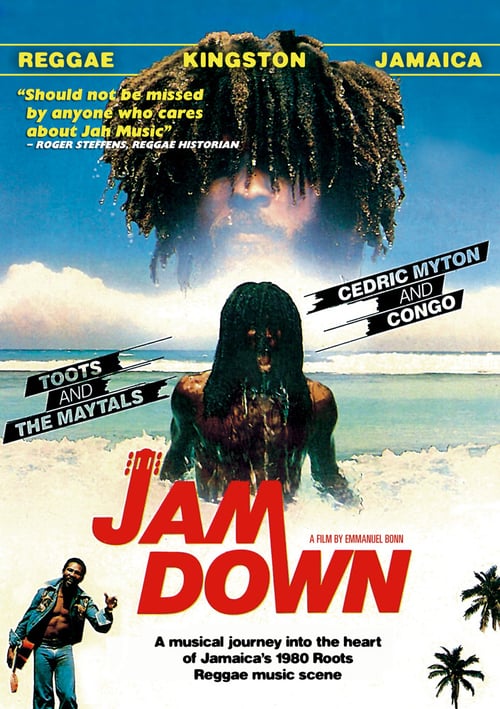 REGGAE KINGSTON JAMAICA
“Should not be missed
by anyone who cares
about Jah Music”
– ROGER STEFFENS, REGGAE HISTORIAN
CEDRIC MYTON
AND
CONGO
TOOTS
AND
THE MAYTALS
JAM
DOWN
A FILM BY EMMANUEL BONN
A musical journey into the heart
of Jamaica's 1980 Roots
Reggae music scene